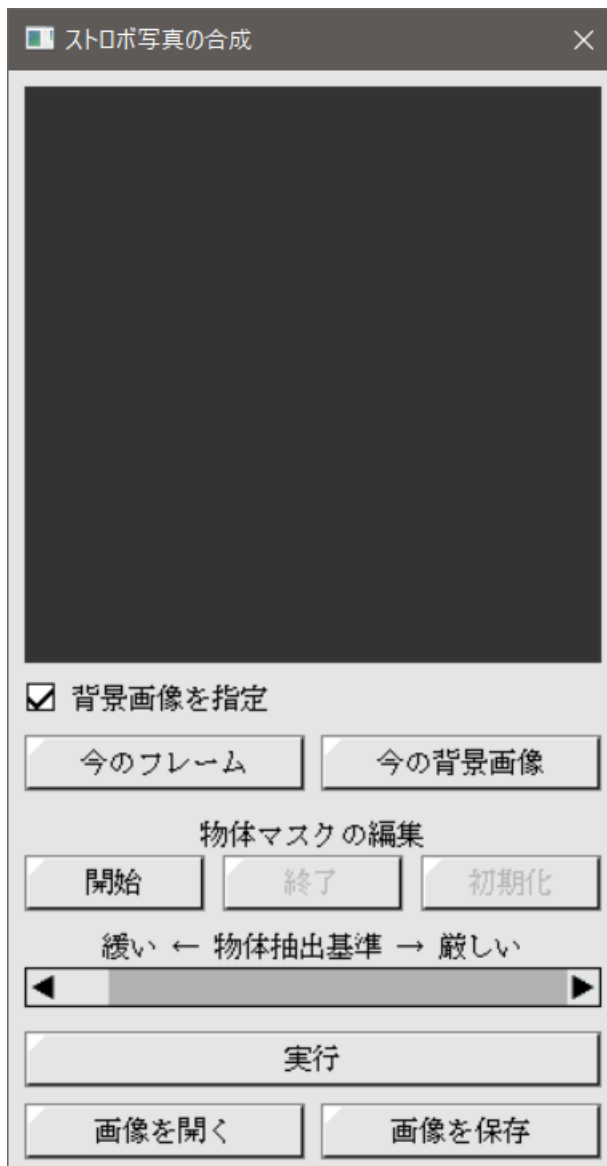 ストロボ写真の合成
背景画像を指定
今のフレーム 今の背景画像
物体マスクの編集
開始 終了 初期化
緩い ← 物体抽出基準 → 厳しい
実行
画像を開く 画像を保存